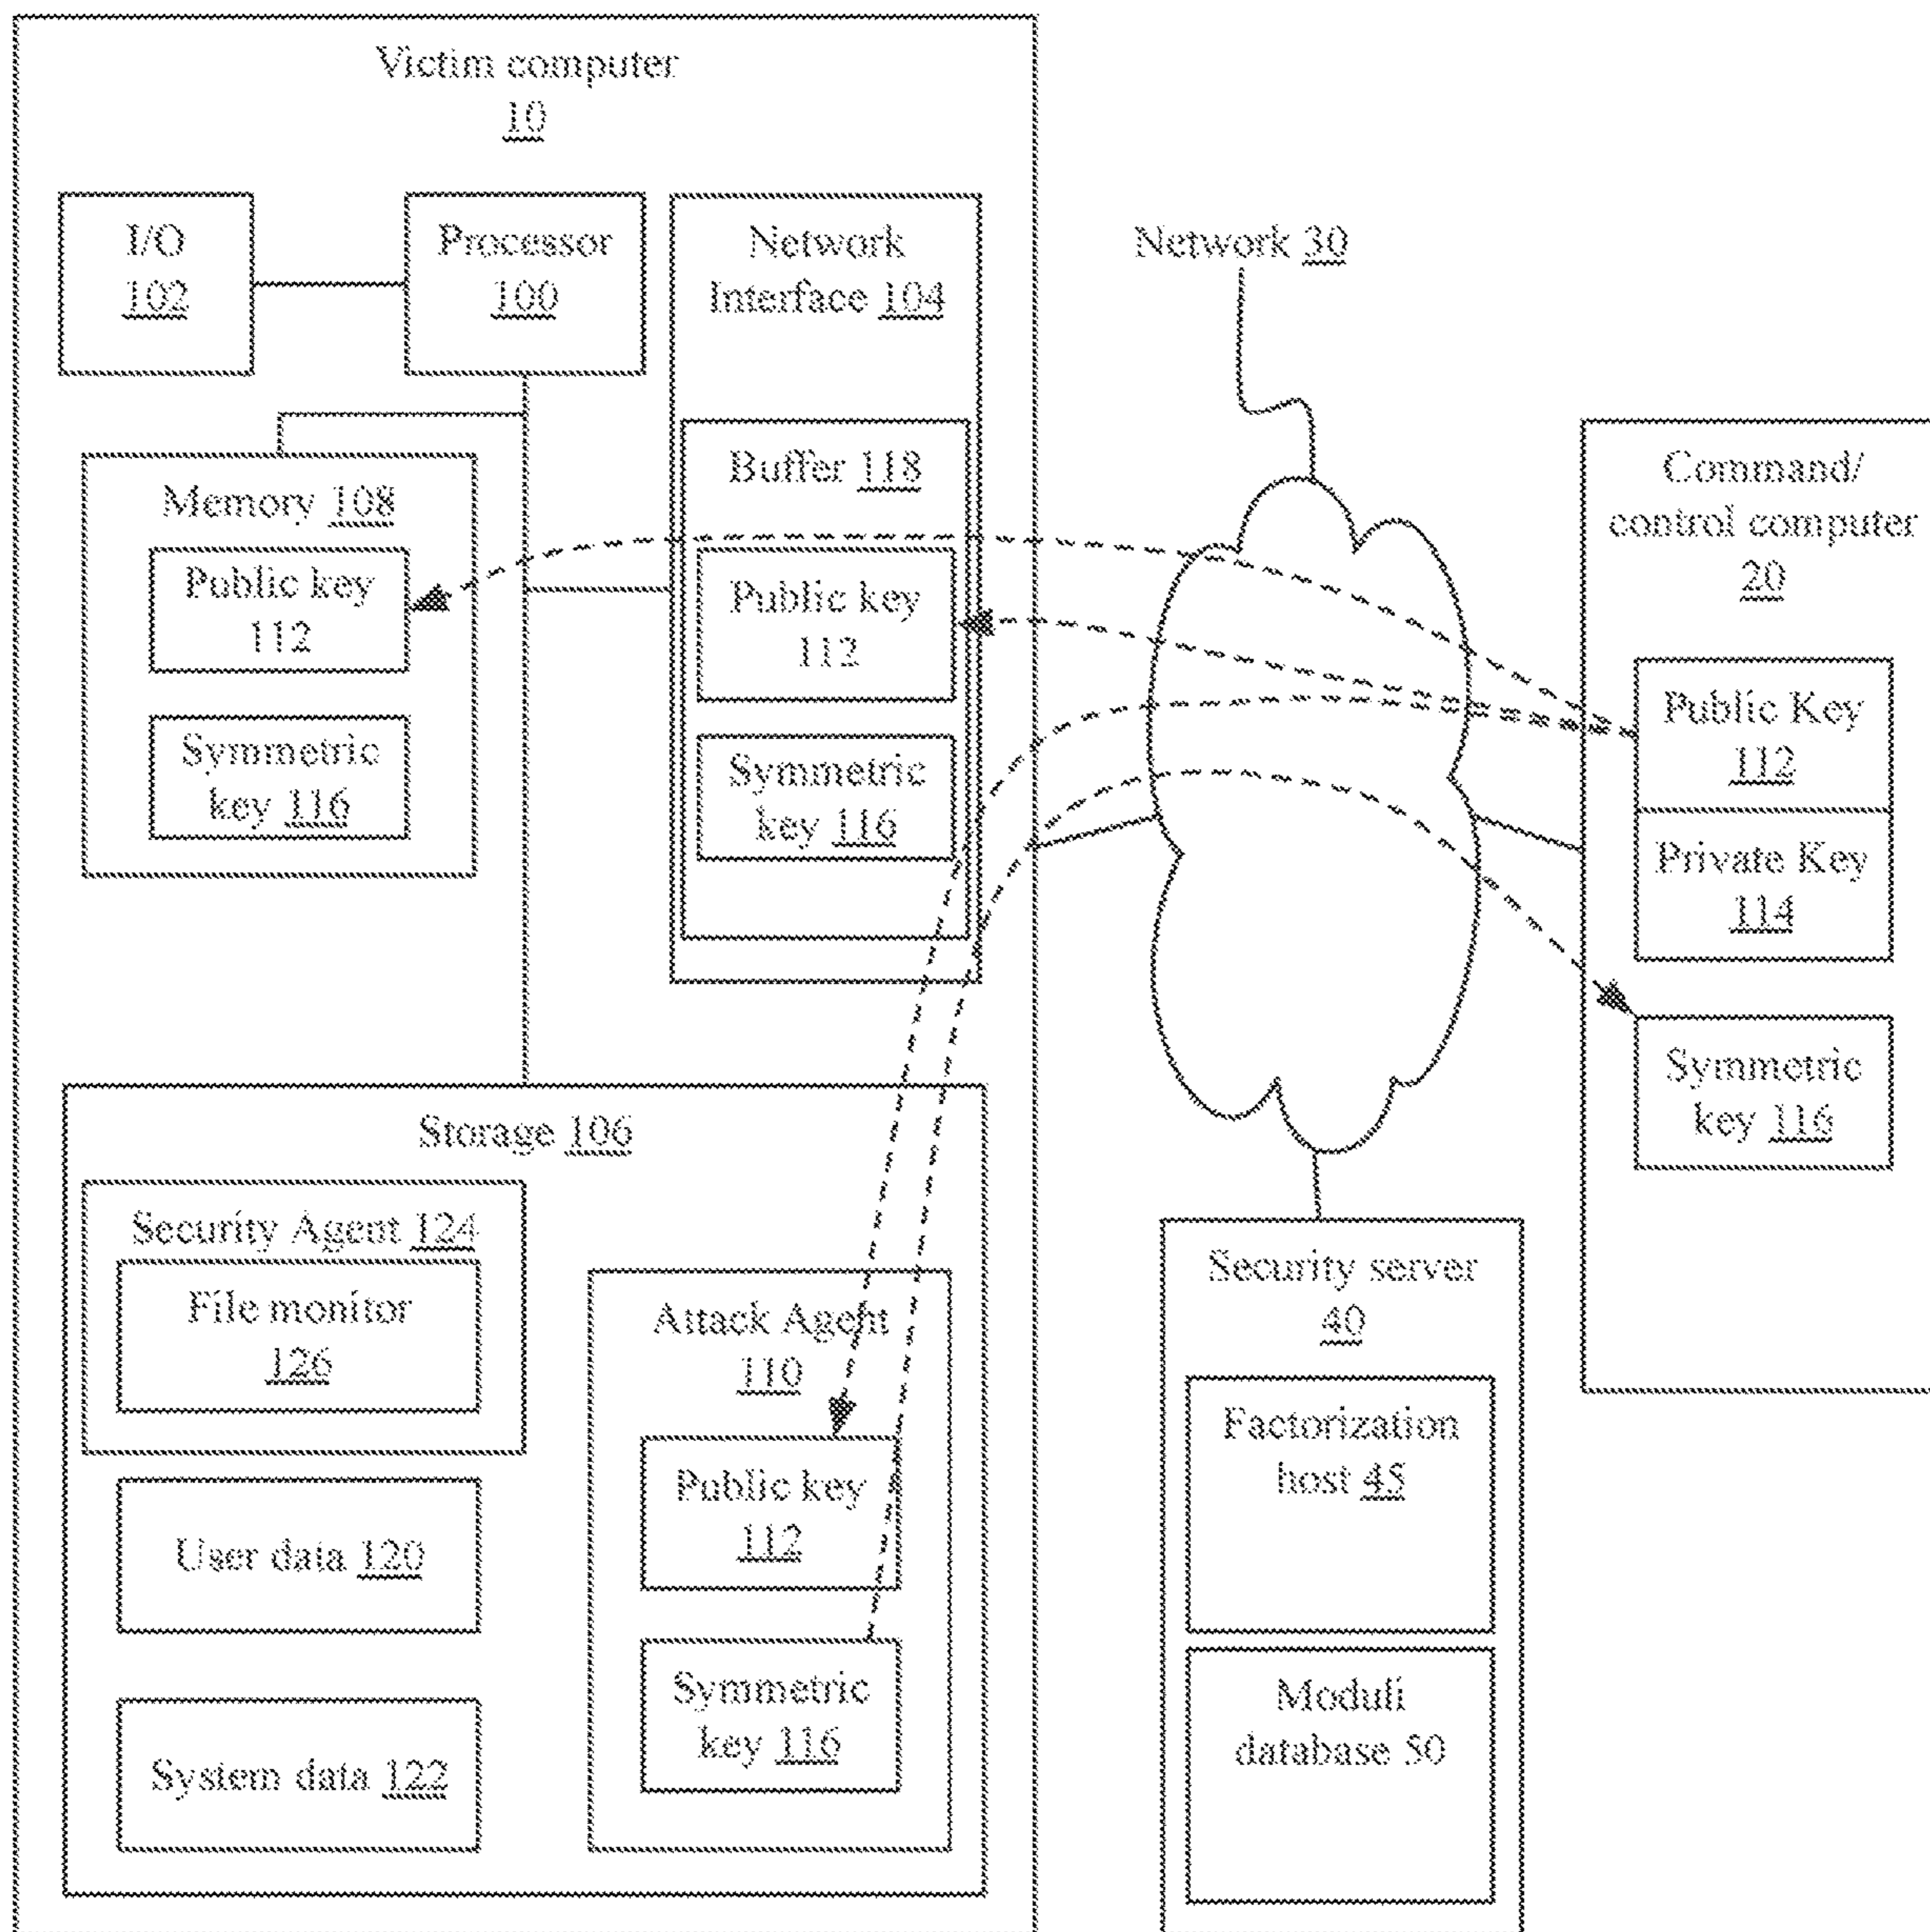 Victim computer
10
I/O
102
Processor
100
Network
Interface 104
Network 30
Buffer 118
Public key
112
Symmetric
key 116
Memory 108
Public key
112
Symmetric
key 116
Command/
control computer
20
Public Key
112
Private Key
114
Symmetric
key 116
Storage 106
Security Agent 124
File monitor
126
User data 120
System data 122
Attack Agent
110
Public key
112
Symmetric
key 116
Security server
40
Factorization
host 45
Moduli
database 50